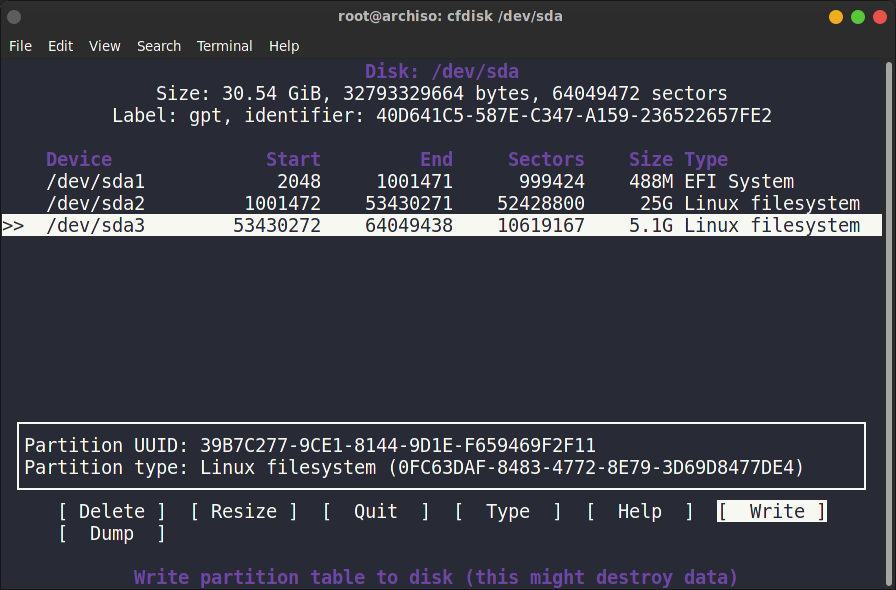 root@archiso: cfdisk /dev/sda
File Edit View Search Terminal Help
Disk: /dev/sda
Size: 30.54 GiB, 32793329664 bytes, 64049472 sectors
Label: gpt, identifier: 40D641C5-587E-C347-A159-236522657FE2
Device Start End Sectors Size Type
/dev/sda1 2048 1001471 999424 488M EFI System
/dev/sda2 1001472 53430271 52428800 25G Linux filesystem
>> /dev/sda3 53430272 64049438 10619167 5.1G Linux filesystem
Partition UUID: 39B7C277-9CE1-8144-9D1E-F659469F2F11
Partition type: Linux filesystem (0FC63DAF-8483-4772-8E79-3D69D8477DE4)
[ Delete ] [ Resize ] [ Quit ] [ Type ] [ Help ] [ Write ]
[ Dump ]
Write partition table to disk (this might destroy data)